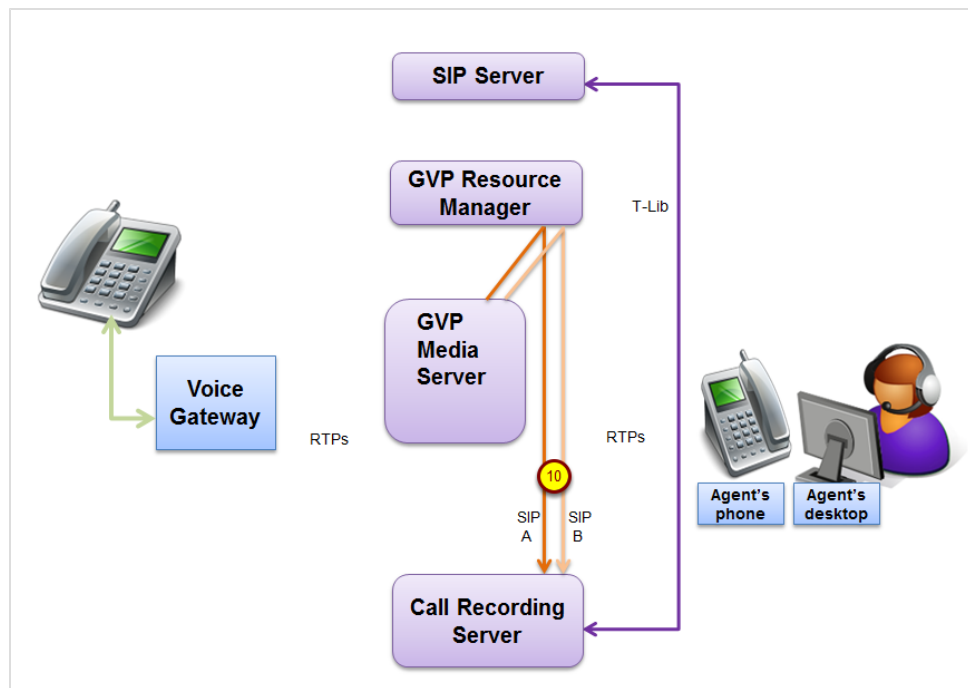 SIP Server
GVP Resource
Manager
T-Lib
GVP
Media
Server
Voice
Gateway
RTPs
RTPs
10
SIP
A
SIP
B
Agent's
phone
Agent's
desktop
Call Recording
Server